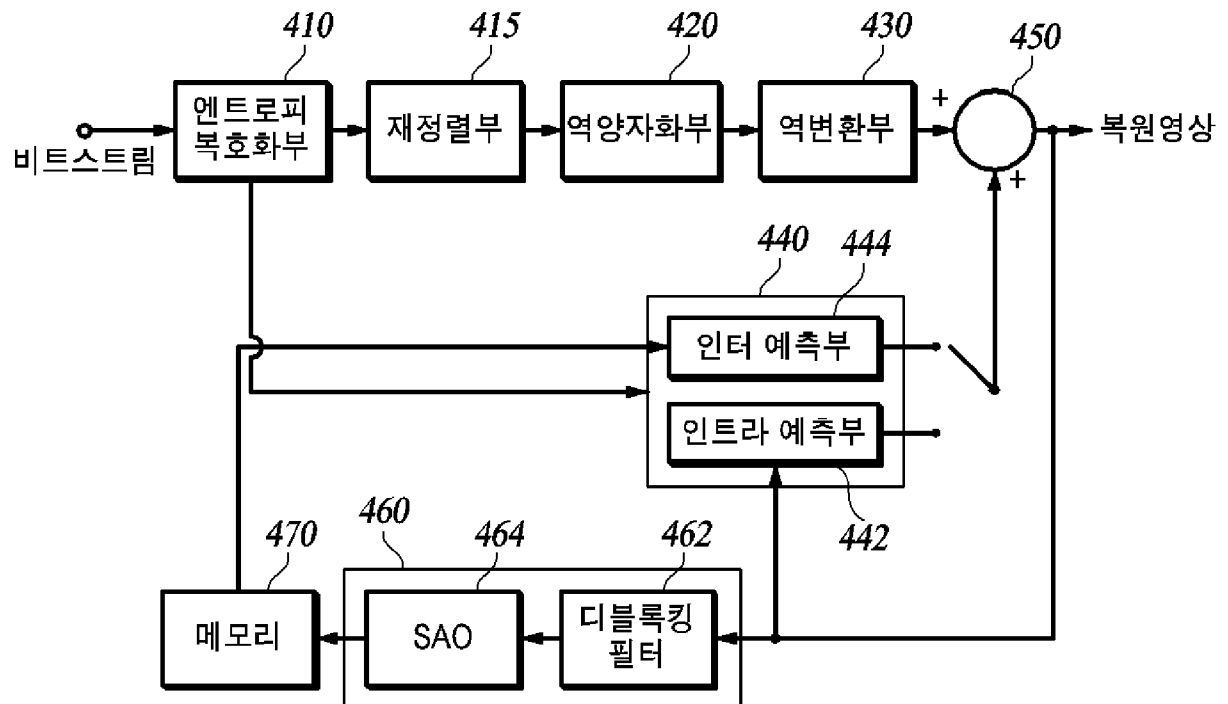 410
415
420
430
450
엔트로피
복호화부
재정렬부
역양자화부
역변환부
+
복원영상
비트스트림
+
440
444
인터 예측부
인트라 예측부
442
470
460
464
462
메모리
SAO
디블록킹
필터